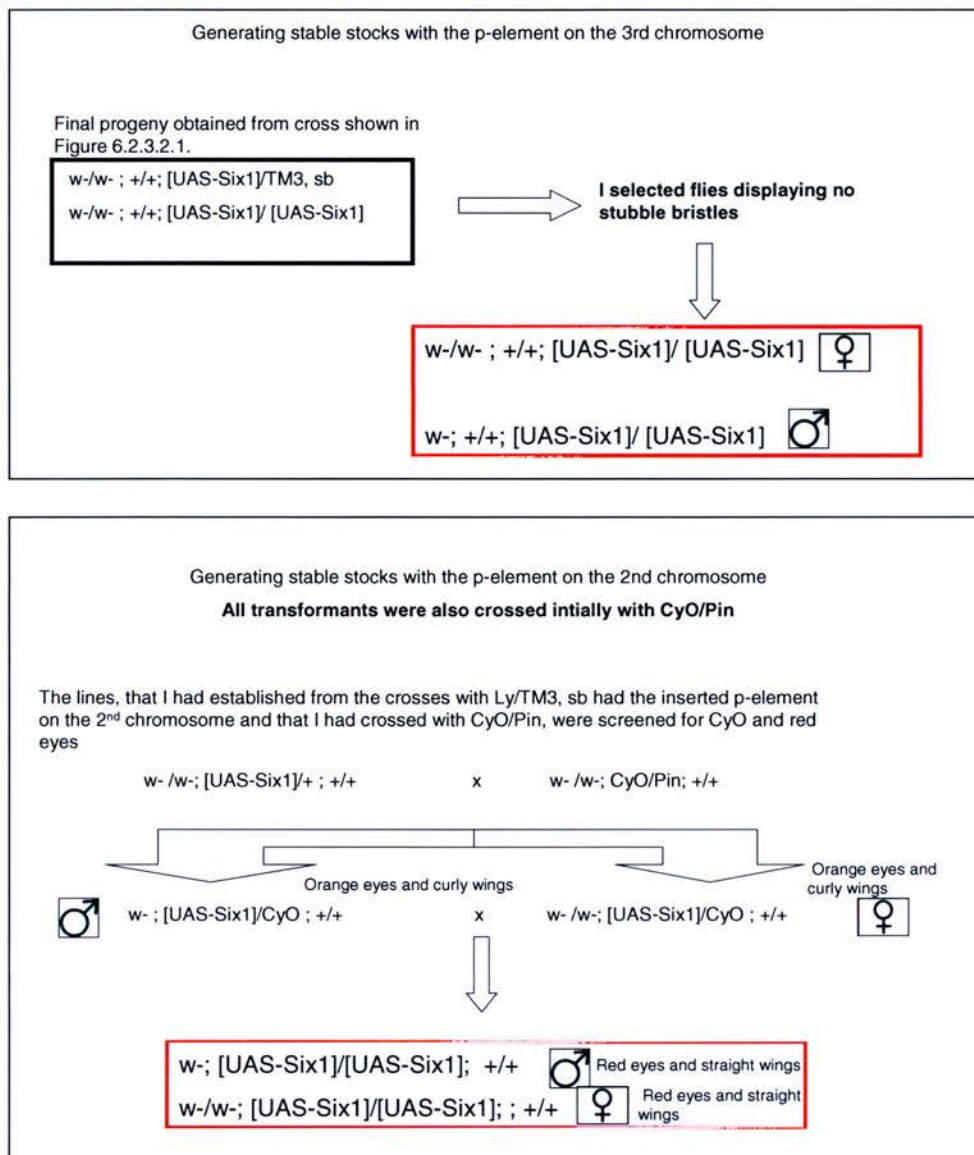 Generating stable stocks with the p-element on the 3rd chromosome
Final progeny obtained from cross shown in
Figure 6.2.3.2.1.
w-/w- ; +/+; [UAS-Six1]/TM3, sb
w-/w- ; +/+; [UAS-Six1]/ [UAS-Six1]
I selected flies displaying no
stubble bristles
w-/w- ; +/+; [UAS-Six1]/ [UAS-Six1] ♀
w-; +/+; [UAS-Six1]/ [UAS-Six1] ♂
Generating stable stocks with the p-element on the 2nd chromosome
All transformants were also crossed intially with CyO/Pin
The lines, that I had established from the crosses with Ly/TM3, sb had the inserted p-element
on the 2nd chromosome and that I had crossed with CyO/Pin, were screened for CyO and red
eyes
w- /w-; [UAS-Six1]/+ ; +/+ x w- /w-; CyO/Pin; +/+
Orange eyes and curly wings
Orange eyes and
curly wings
♂ w- ; [UAS-Six1]/CyO ; +/+ x w- /w-; [UAS-Six1]/CyO ; +/+ ♀
w-; [UAS-Six1]/[UAS-Six1]; +/+ ♂ Red eyes and straight wings
w-/w-; [UAS-Six1]/[UAS-Six1]; ; +/+ ♀ Red eyes and straight
wings